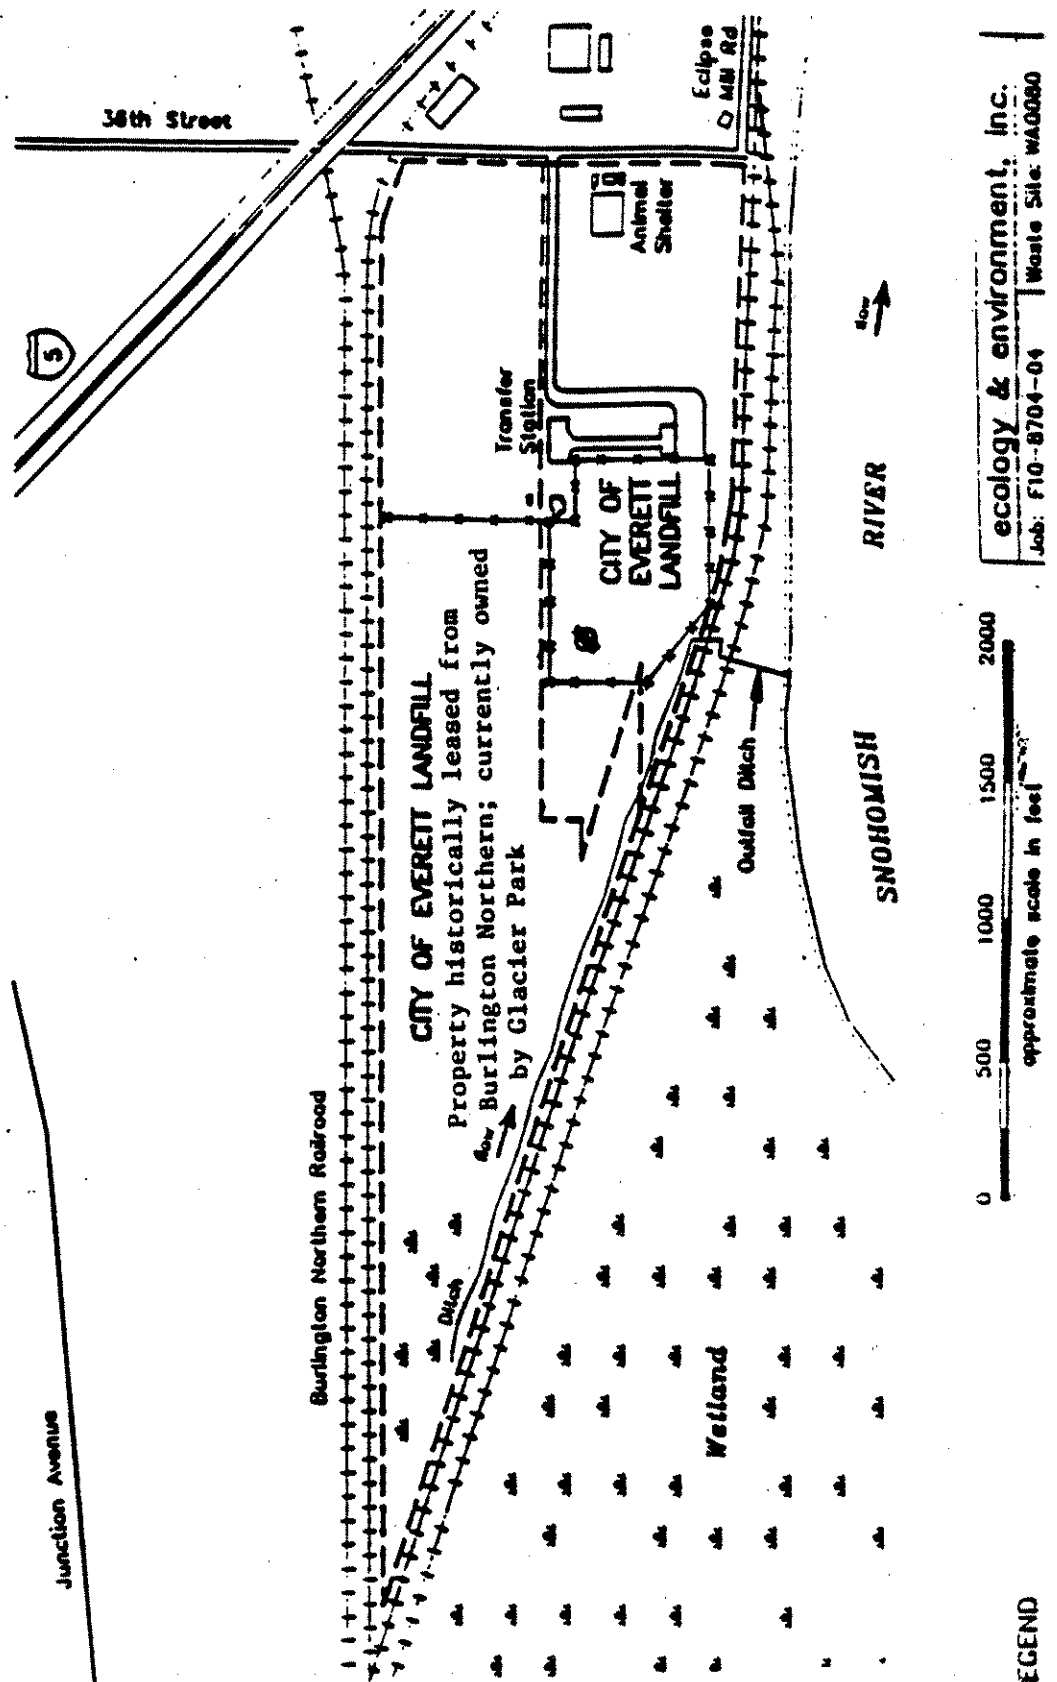 38th Street
5
Eclipse
Mill Rd
Animal
Shelter
Transfer
Station
flow
CITY OF
EVERETT
LANDFILL
CITY OF EVERETT LANDFILL
Property historically leased from
Burlington Northern; currently owned
by Glacier Park
flow
Ditch
Outfall Ditch
SNOHOMISH
RIVER
Burlington Northern Railroad
Junction Avenue
Wetland
0
500
1000
1500
2000
approximate scale in feet
ecology & environment, inc.
Job: F10-8704-04
Waste Site: WA0080
EGEND